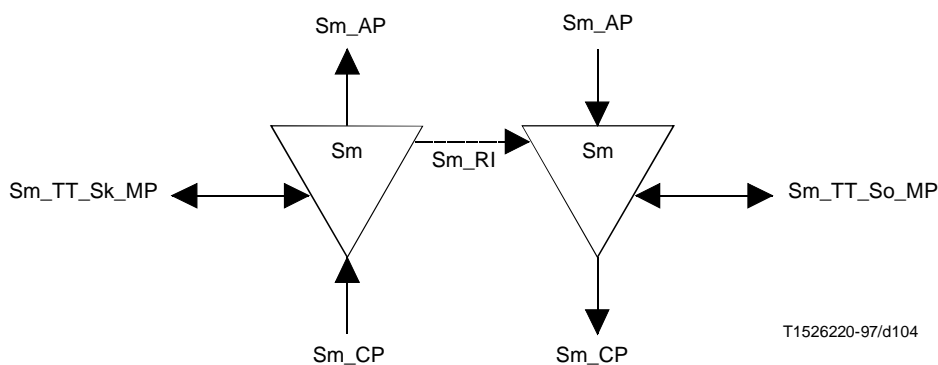 Sm_AP
Sm_AP
Sm
Sm
Sm_RI
Sm_TT_Sk_MP
Sm_TT_So_MP
T1526220-97/d104
Sm_CP
Sm_CP